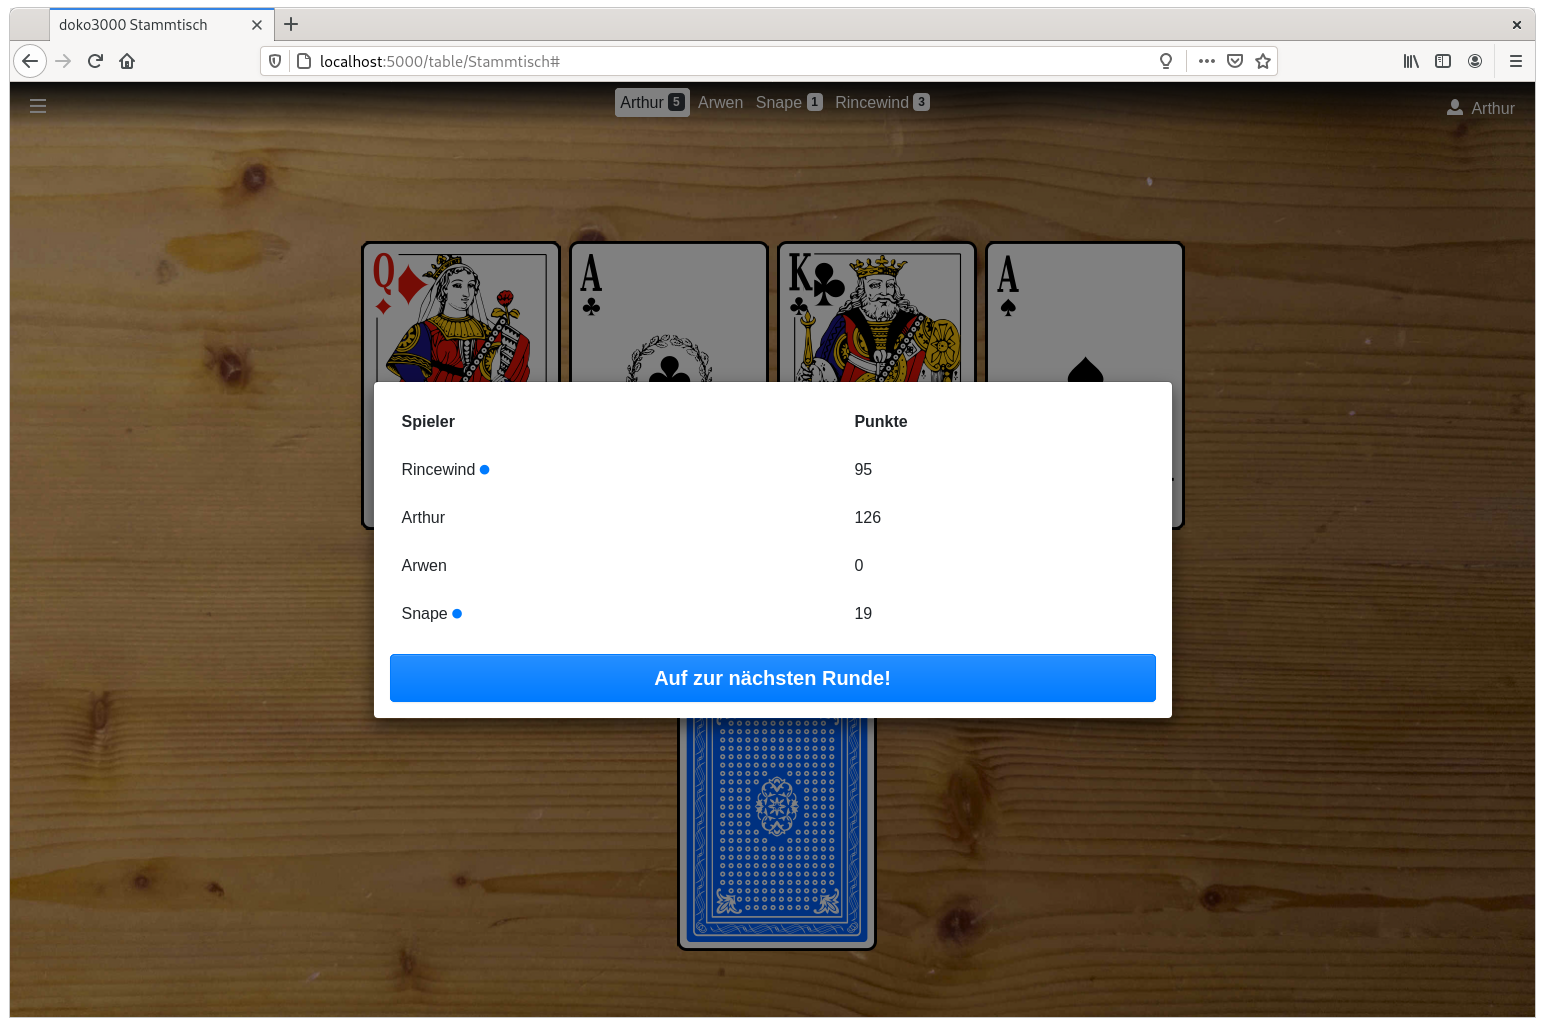 doko3000 Stammtisch
localhost:5000/table/Stammtisch#
Arthur 5 Arwen Snape 1 Rincewind 3
Arthur
Q A K A
Spieler Punkte
Rincewind 95
Arthur 126
Arwen 0
Snape 19
Auf zur nächsten Runde!